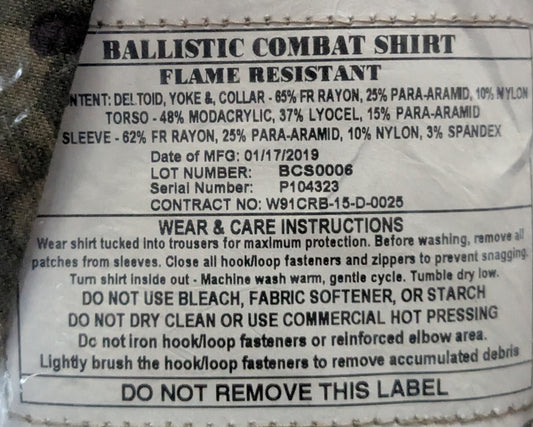 BALLISTIC COMBAT SHIRT
FLAME RESISTANT
NTENT: DELTOID, YOKE &, COLLAR - 65% FR RAYON, 25% PARA-ARAMID, 10% NYLON
TORSO - 48% MODACRYLIC, 37% LYOCEL, 15% PARA-ARAMID
SLEEVE - 62% FR RAYON, 25% PARA-ARAMID, 10% NYLON, 3% SPANDEX
Date of MFG: 01/17/2019
LOT NUMBER: BCS0006
Serial Number: P104323
CONTRACT NO: W91CRB-15-D-0025
WEAR & CARE INSTRUCTIONS
Wear shirt tucked into trousers for maximum protection. Before washing, remove all
patches from sleeves. Close all hook/loop fasteners and zippers to prevent snagging.
Turn shirt inside out - Machine wash warm, gentle cycle. Tumble dry low.
DO NOT USE BLEACH, FABRIC SOFTENER, OR STARCH
DO NOT DRY CLEAN OR USE COMMERCIAL HOT PRESSING
Do not iron hook/loop fasteners or reinforced elbow area.
Lightly brush the hook/loop fasteners to remove accumulated debris
DO NOT REMOVE THIS LABEL